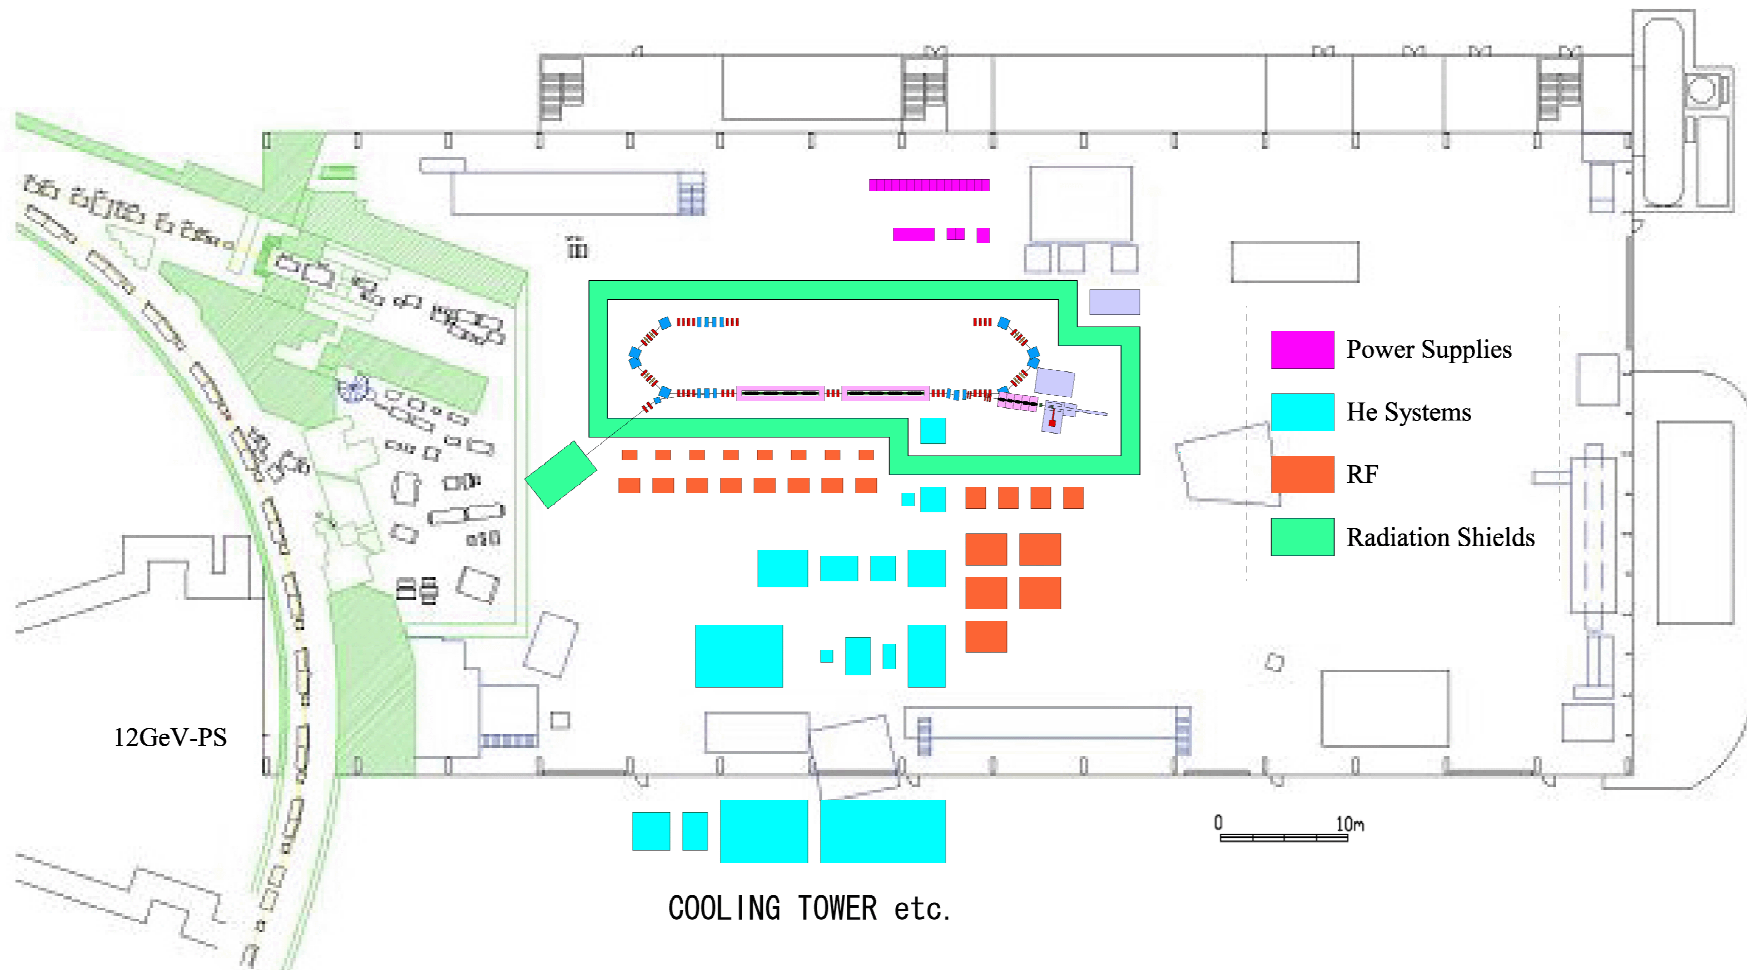 Power Supplies
He Systems
RF
Radiation Shields
12GeV-PS
0 10m
COOLING TOWER etc.